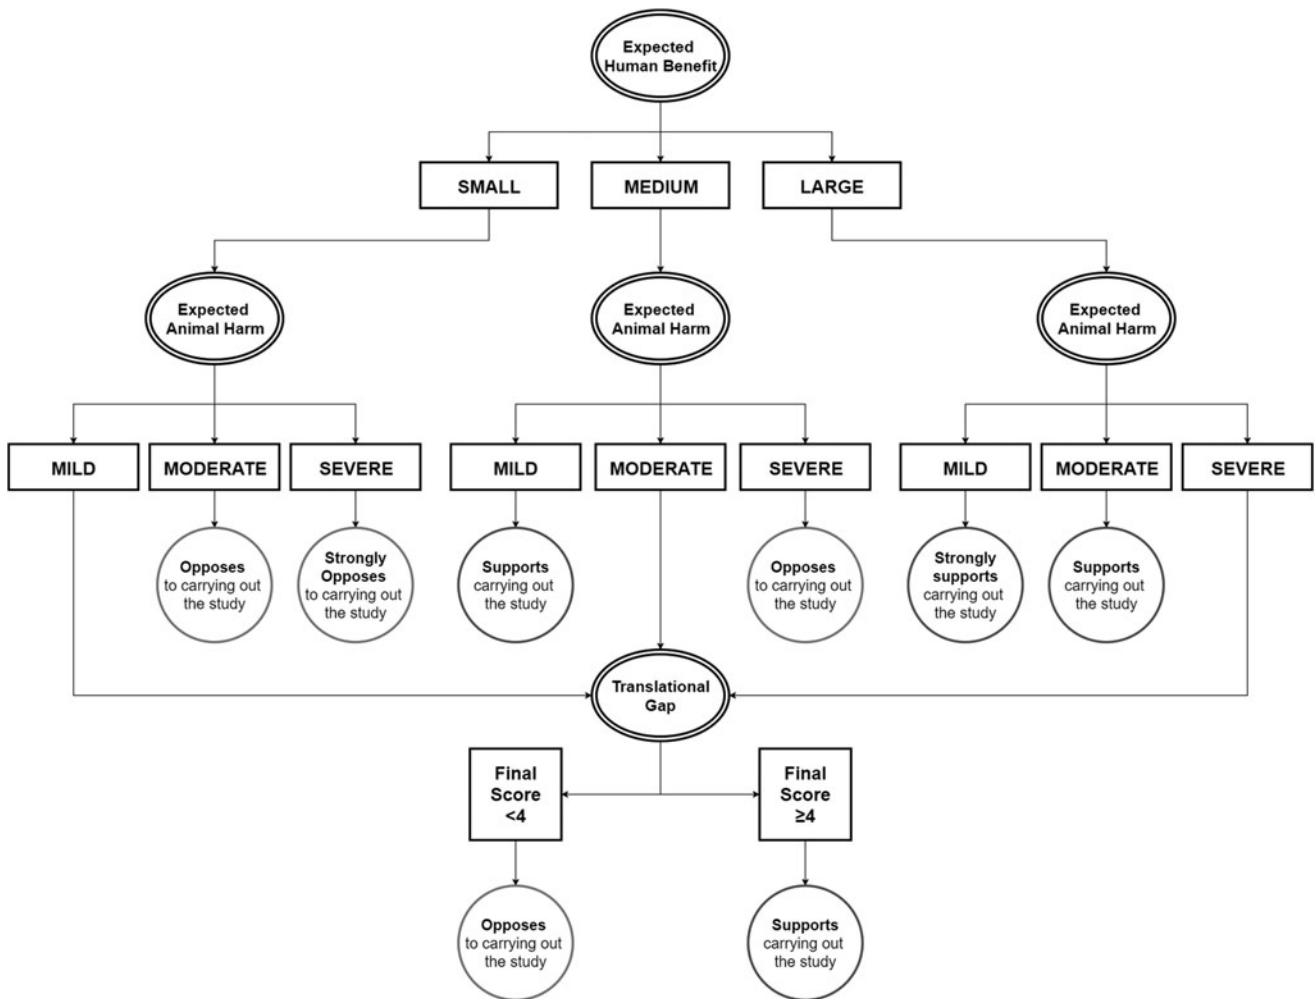 Expected
Human Benefit
SMALL
MEDIUM
LARGE
Expected
Animal Harm
Expected
Animal Harm
Expected
Animal Harm
MILD
MODERATE
SEVERE
MILD
MODERATE
SEVERE
MILD
MODERATE
SEVERE
Opposes
to carrying out
the study
Strongly
Opposes
to carrying out
the study
Supports
carrying out
the study
Opposes
to carrying out
the study
Strongly
supports
carrying out
the study
Supports
carrying out
the study
Translational
Gap
Final
Score
<4
Final
Score
≥4
Opposes
to carrying out
the study
Supports
carrying out
the study